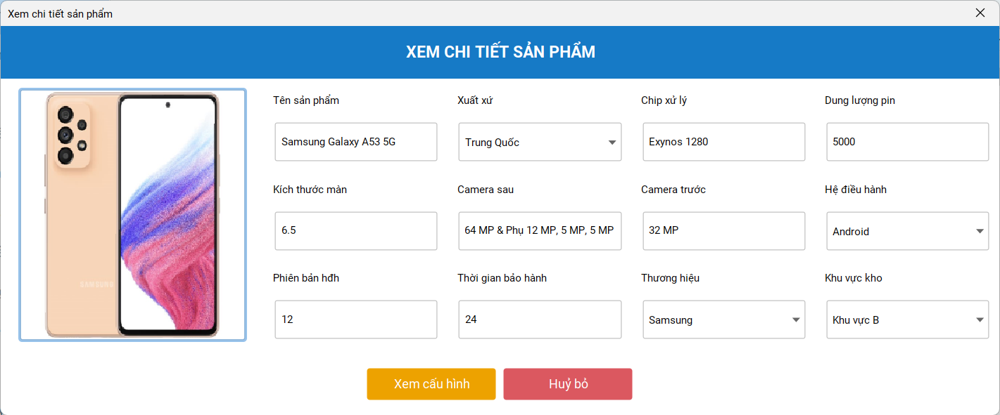 Xem chi tiết sản phẩm
XEM CHI TIẾT SẢN PHẨM
Tên sản phẩm
Xuất xứ
Chip xử lý
Dung lượng pin
Samsung Galaxy A53 5G
Trung Quốc
Exynos 1280
5000
Kích thước màn
Camera sau
Camera trước
Hệ điều hành
6.5
64 MP & Phụ 12 MP, 5 MP, 5 MP
32 MP
Android
Phiên bản hđh
Thời gian bảo hành
Thương hiệu
Khu vực kho
12
24
Samsung
Khu vực B
SAMSUNG
Xem cấu hình
Huỷ bỏ